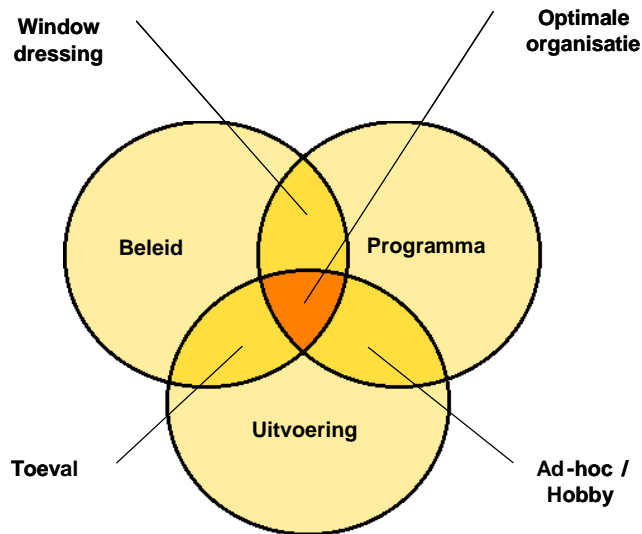 Window
dressing
Optimale
organisatie
Beleid
Programma
Uitvoering
Toeval
Ad-hoc /
Hobby